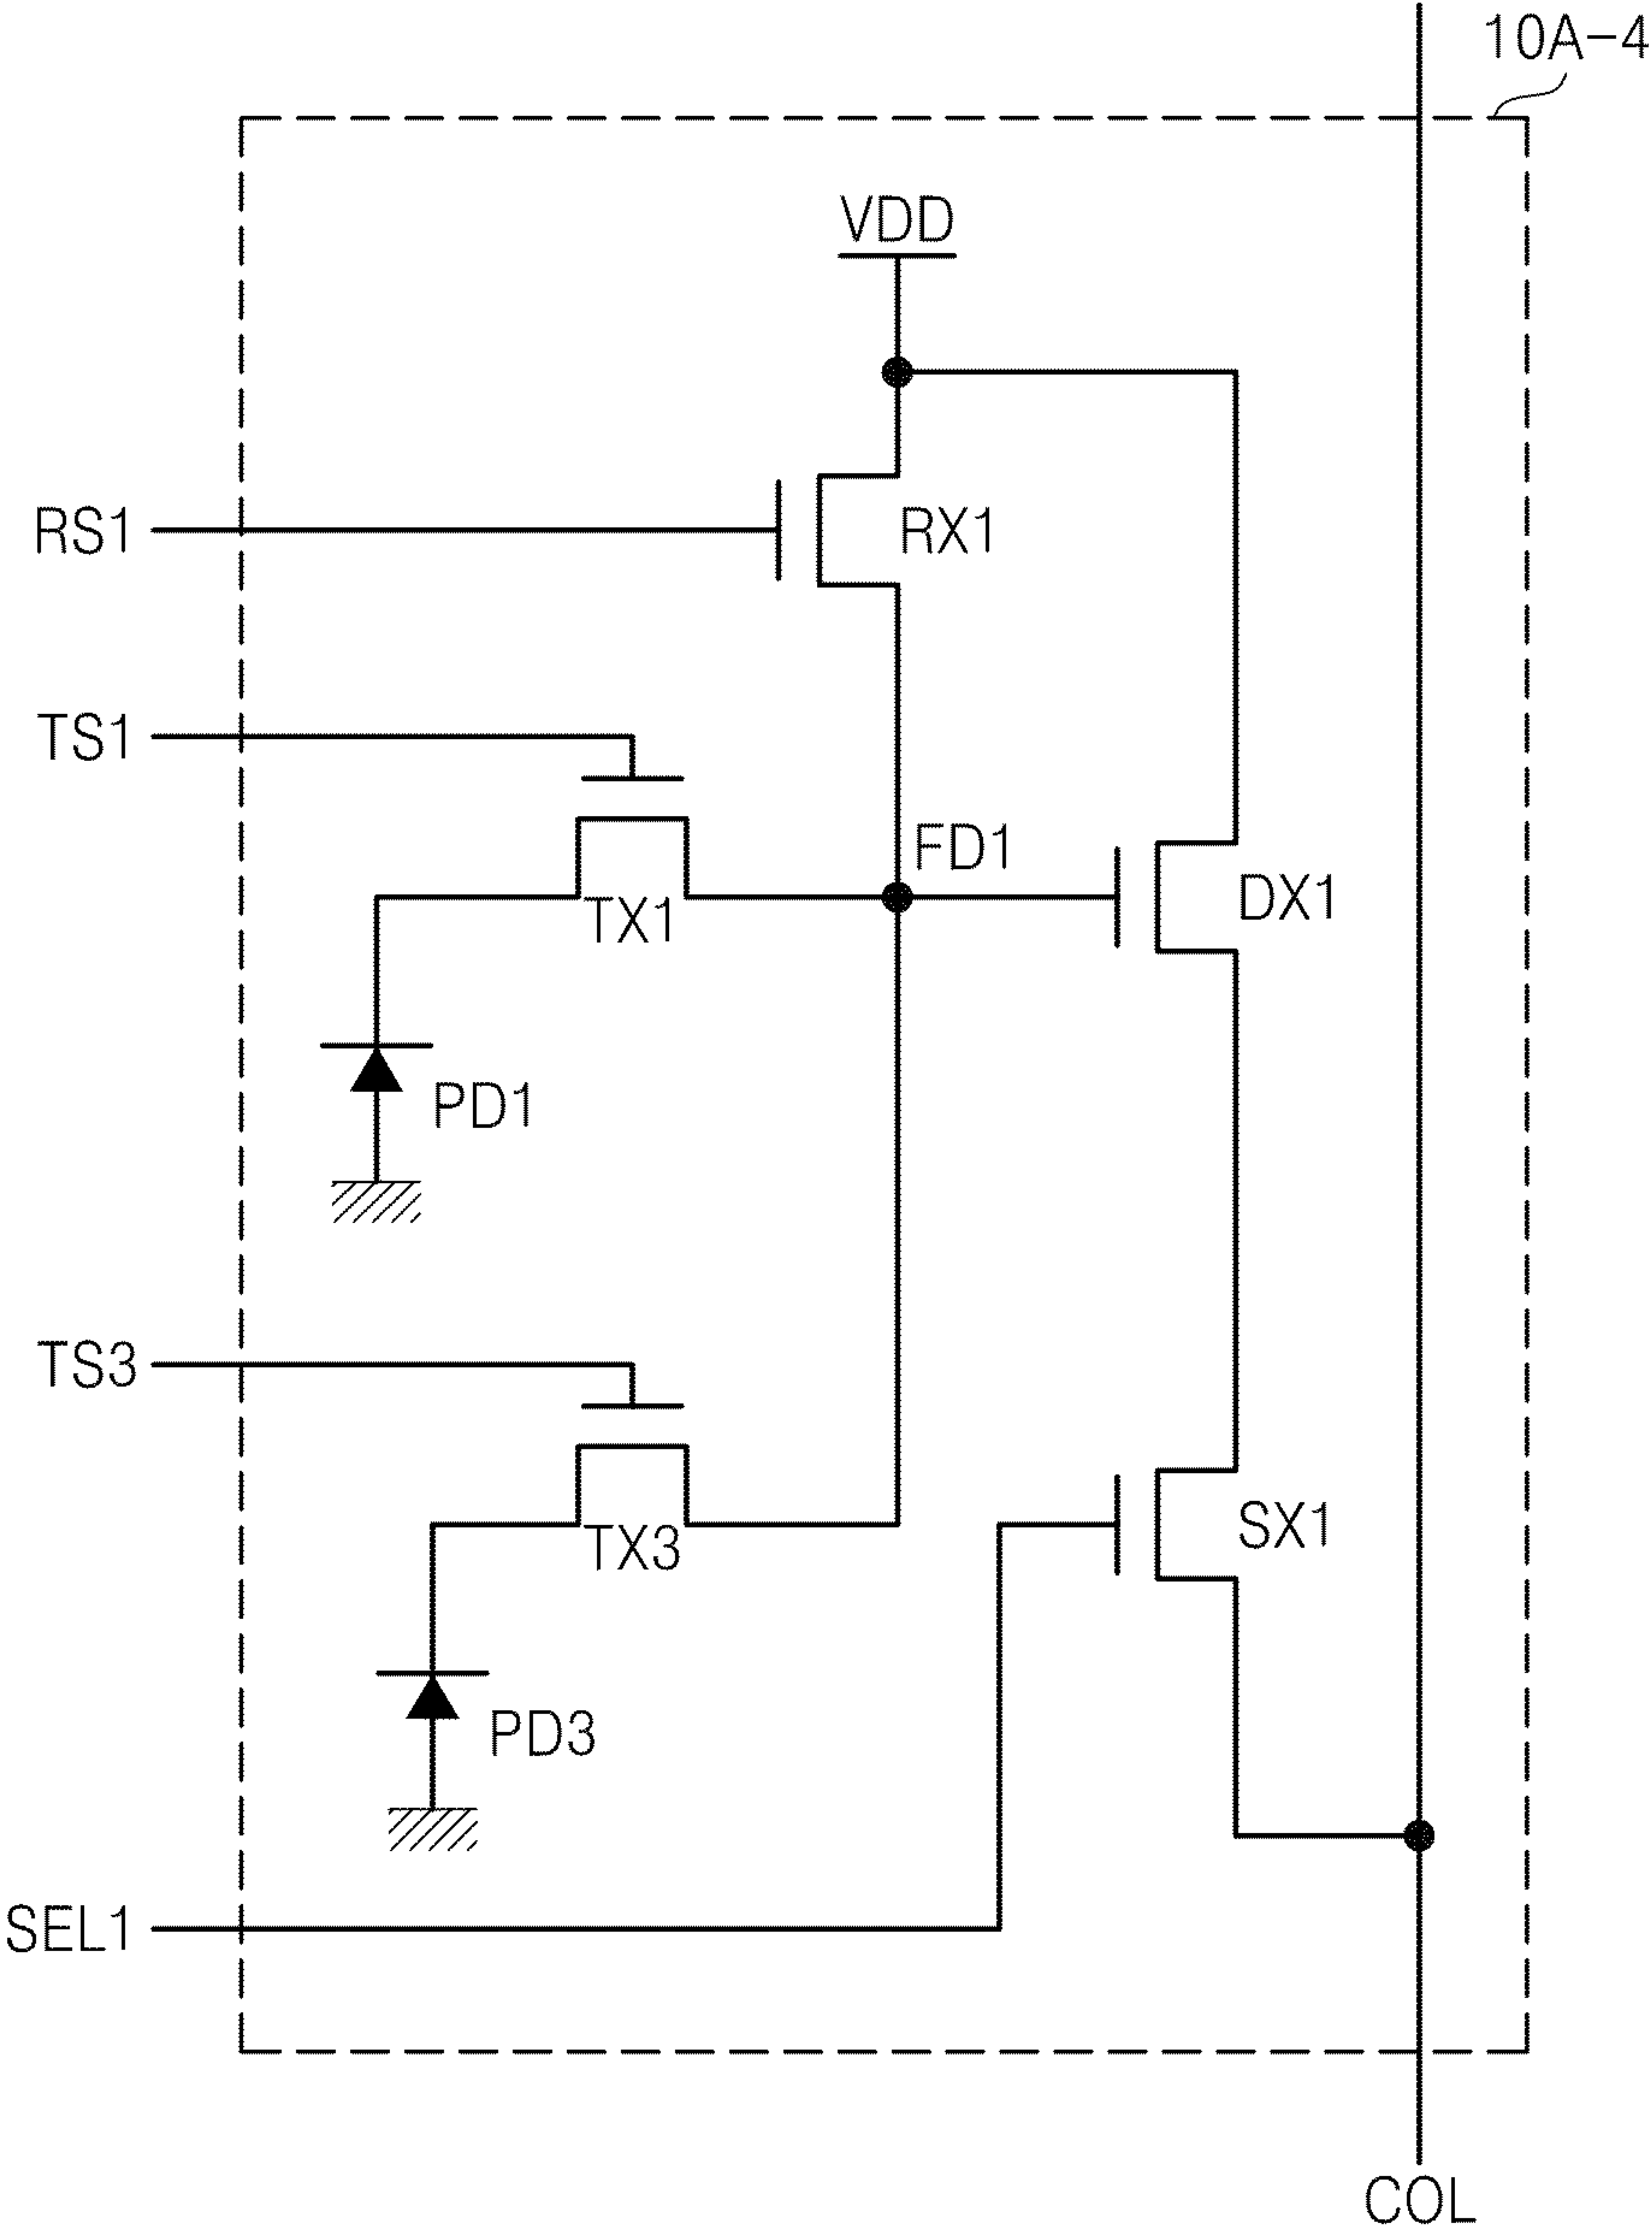 10A-4
VDD
RS1
RX1
TS1
FD1
TX1
DX1
PD1
TS3
TX3
SX1
PD3
SEL1
COL